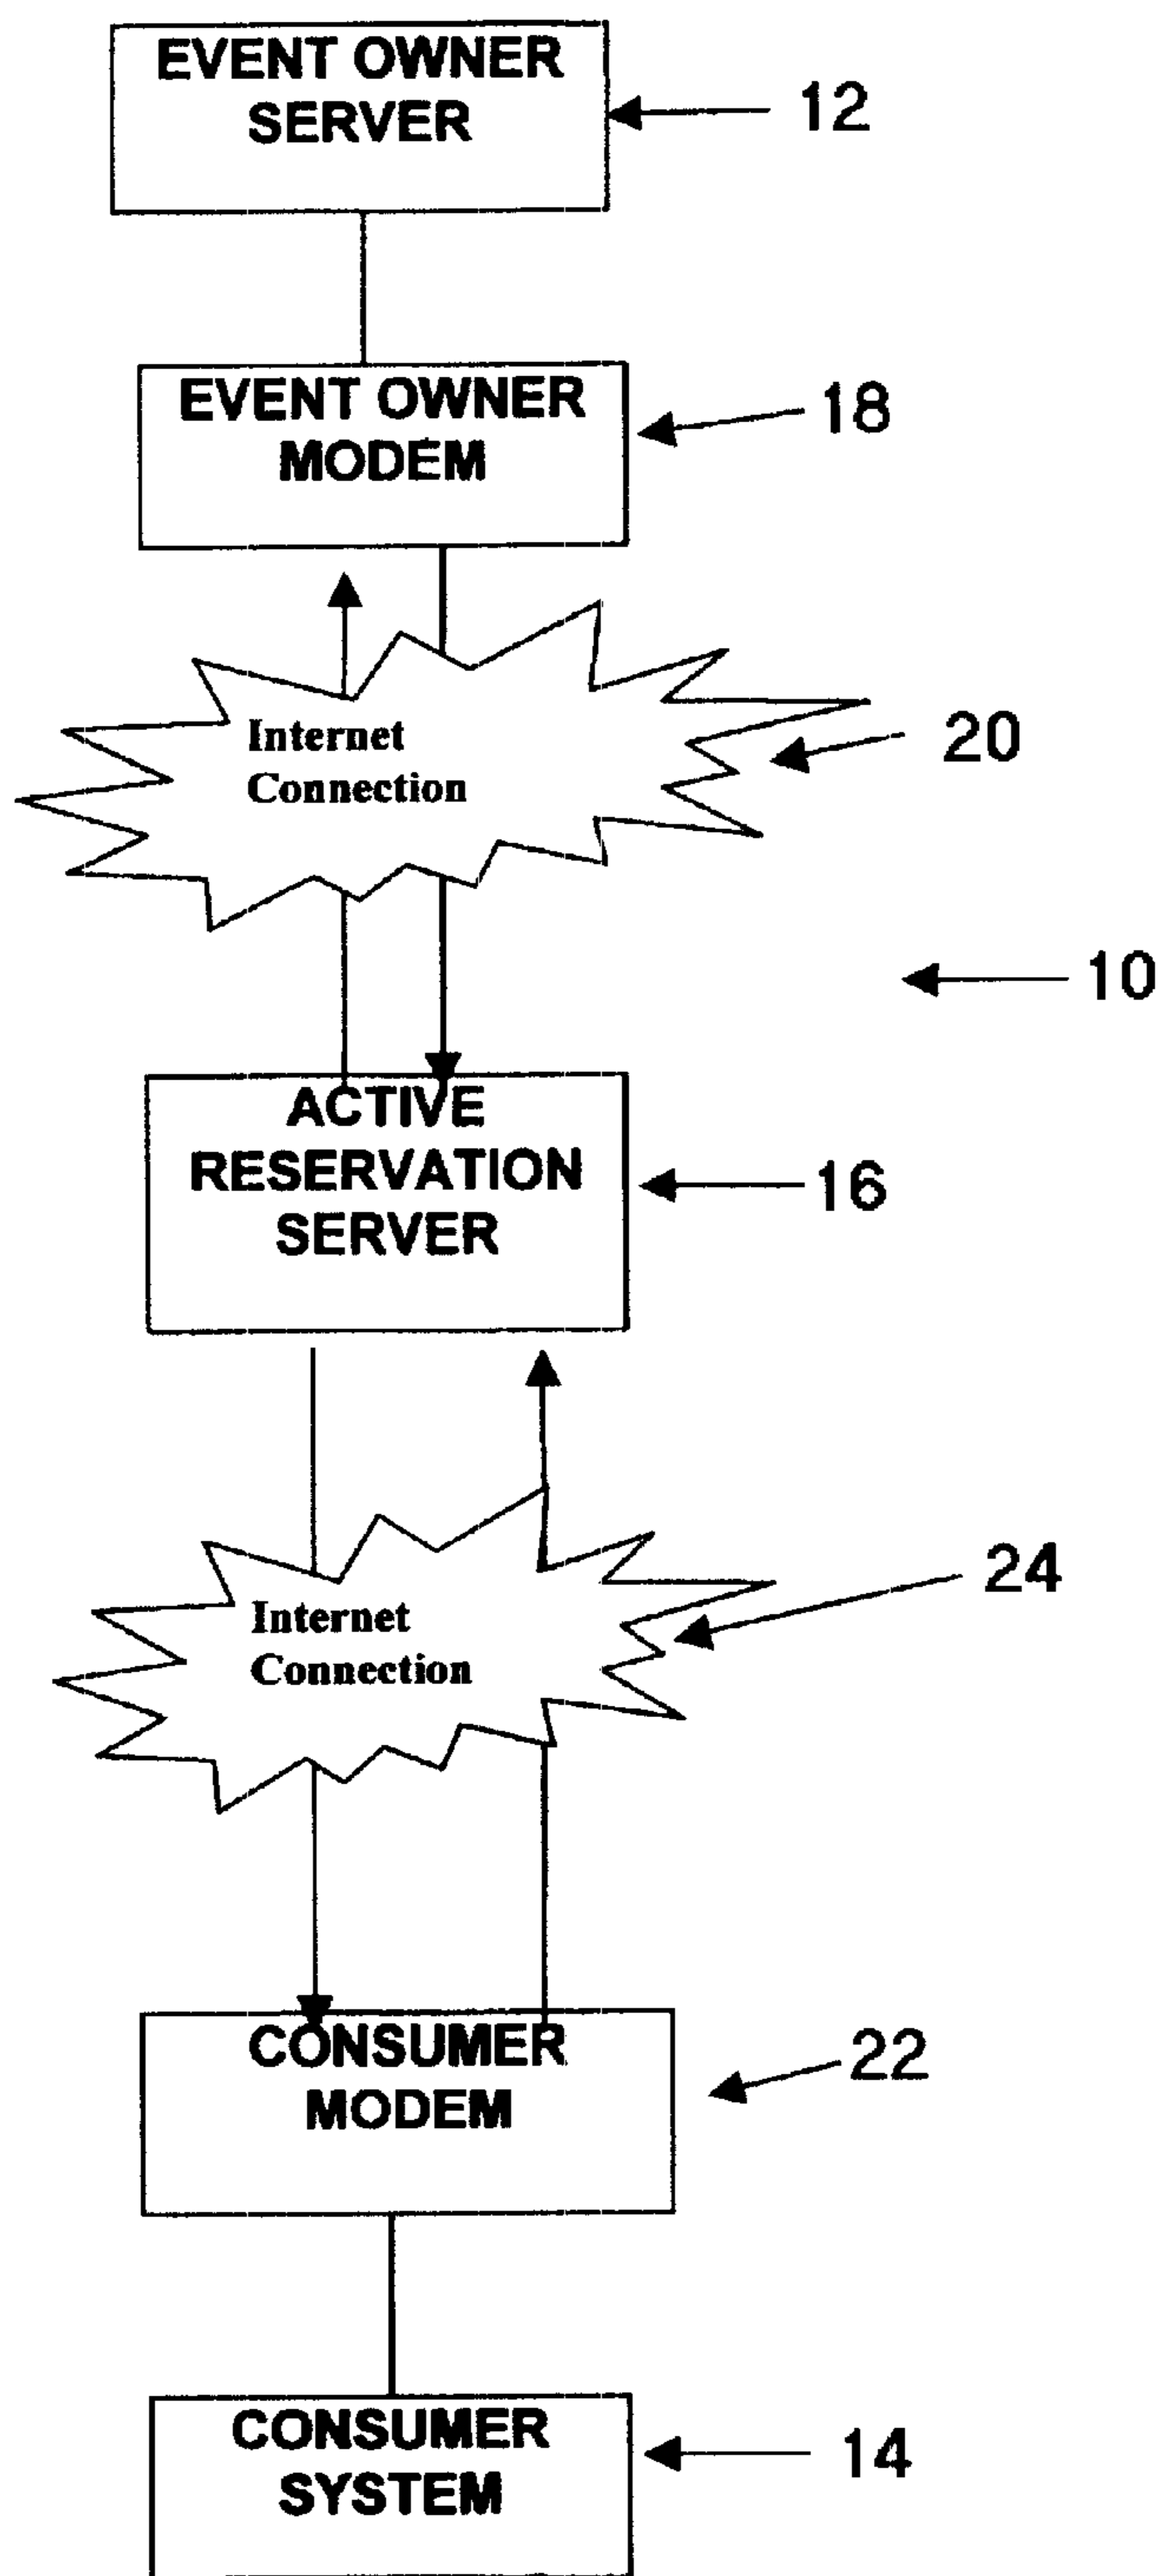 EVENT OWNER
SERVER
12
EVENT OWNER
MODEM
18
Internet
Connection
20
10
ACTIVE
RESERVATION
SERVER
16
Internet
Connection
24
CONSUMER
MODEM
22
CONSUMER
SYSTEM
14